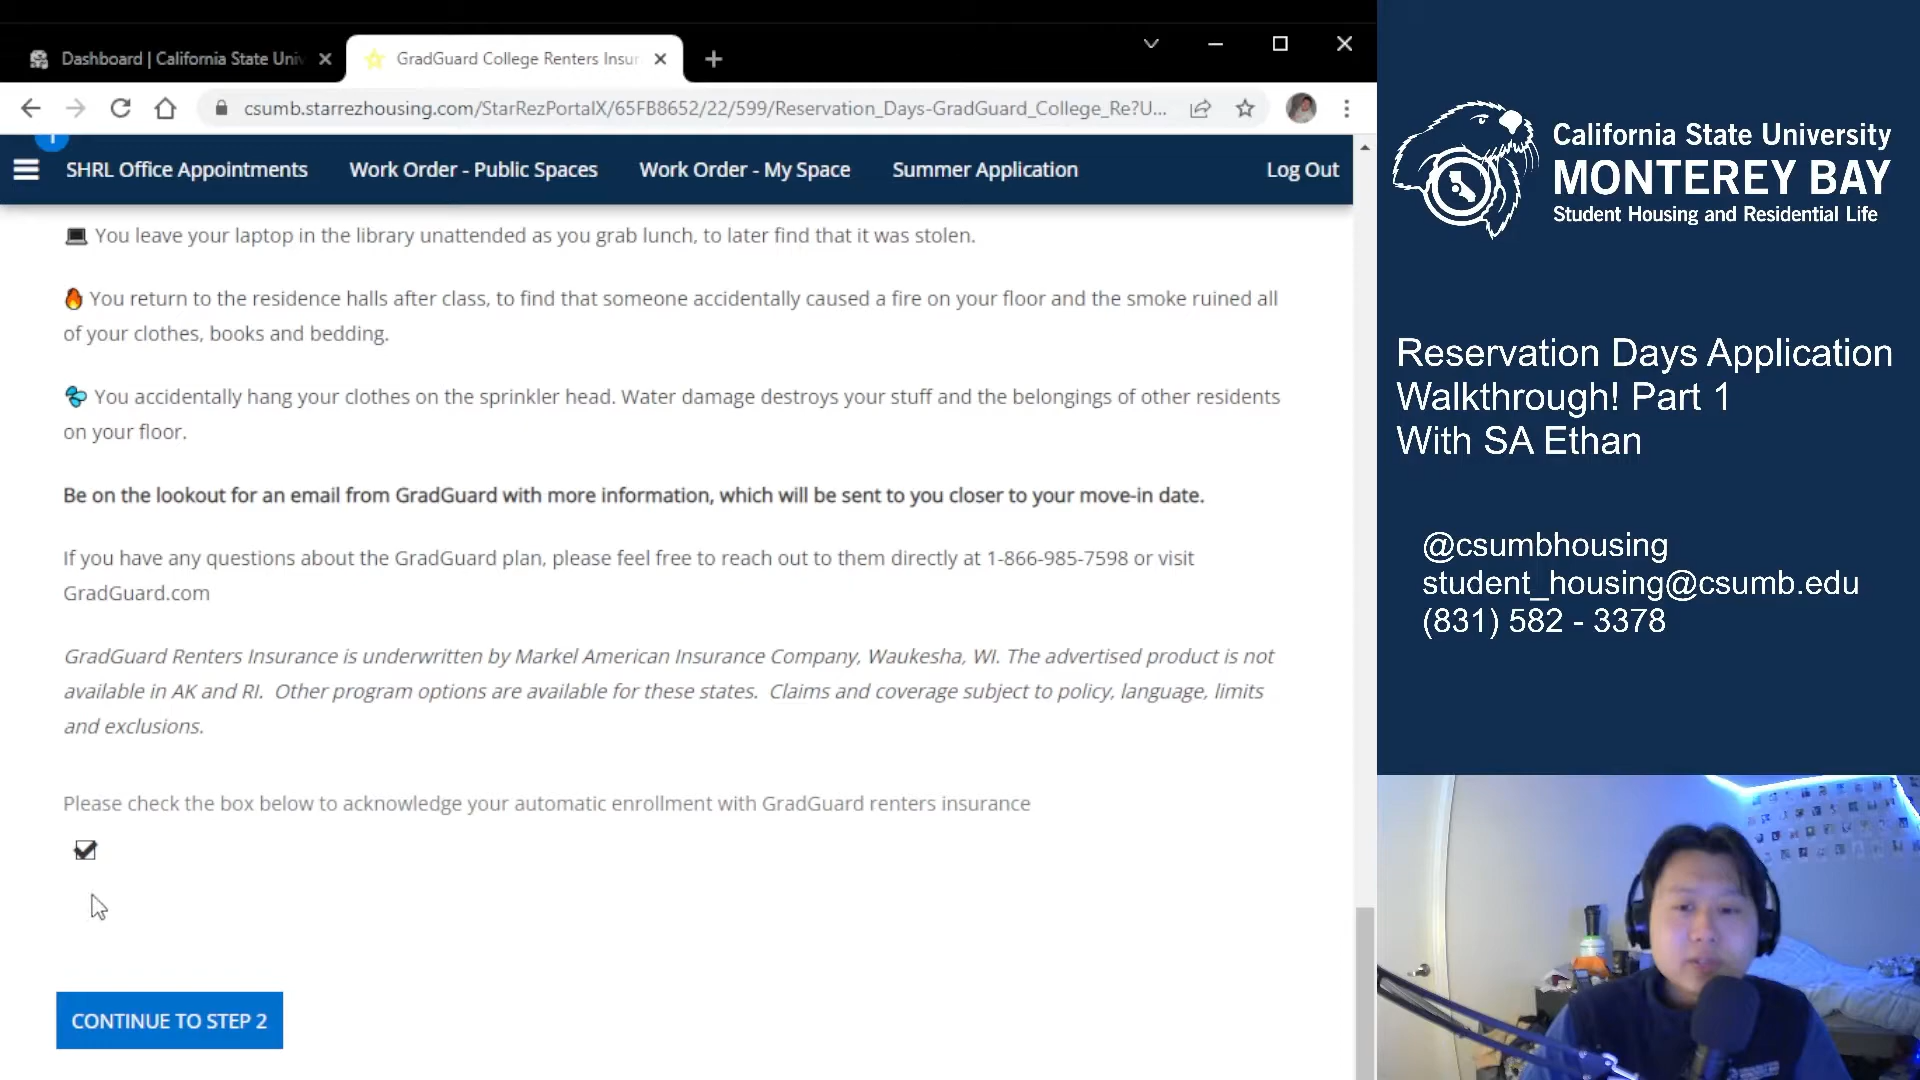 Dashboard | California State Univ
GradGuard College Renters Insur
csumb.starrezhousing.com/StarRezPortalX/65FB8652/22/599/Reservation_Days-GradGuard_College_Re?U...
SHRL Office Appointments
Work Order - Public Spaces
Work Order - My Space
Summer Application
Log Out
You leave your laptop in the library unattended as you grab lunch, to later find that it was stolen.
You return to the residence halls after class, to find that someone accidentally caused a fire on your floor and the smoke ruined all
of your clothes, books and bedding.
You accidentally hang your clothes on the sprinkler head. Water damage destroys your stuff and the belongings of other residents
on your floor.
Be on the lookout for an email from GradGuard with more information, which will be sent to you closer to your move-in date.
If you have any questions about the GradGuard plan, please feel free to reach out to them directly at 1-866-985-7598 or visit
GradGuard.com
GradGuard Renters Insurance is underwritten by Markel American Insurance Company, Waukesha, WI. The advertised product is not
available in AK and RI.  Other program options are available for these states.  Claims and coverage subject to policy, language, limits
and exclusions.
Please check the box below to acknowledge your automatic enrollment with GradGuard renters insurance
CONTINUE TO STEP 2
California State University
MONTEREY BAY
Student Housing and Residential Life
Reservation Days Application
Walkthrough! Part 1
With SA Ethan
@csumbhousing
student_housing@csumb.edu
(831) 582 - 3378